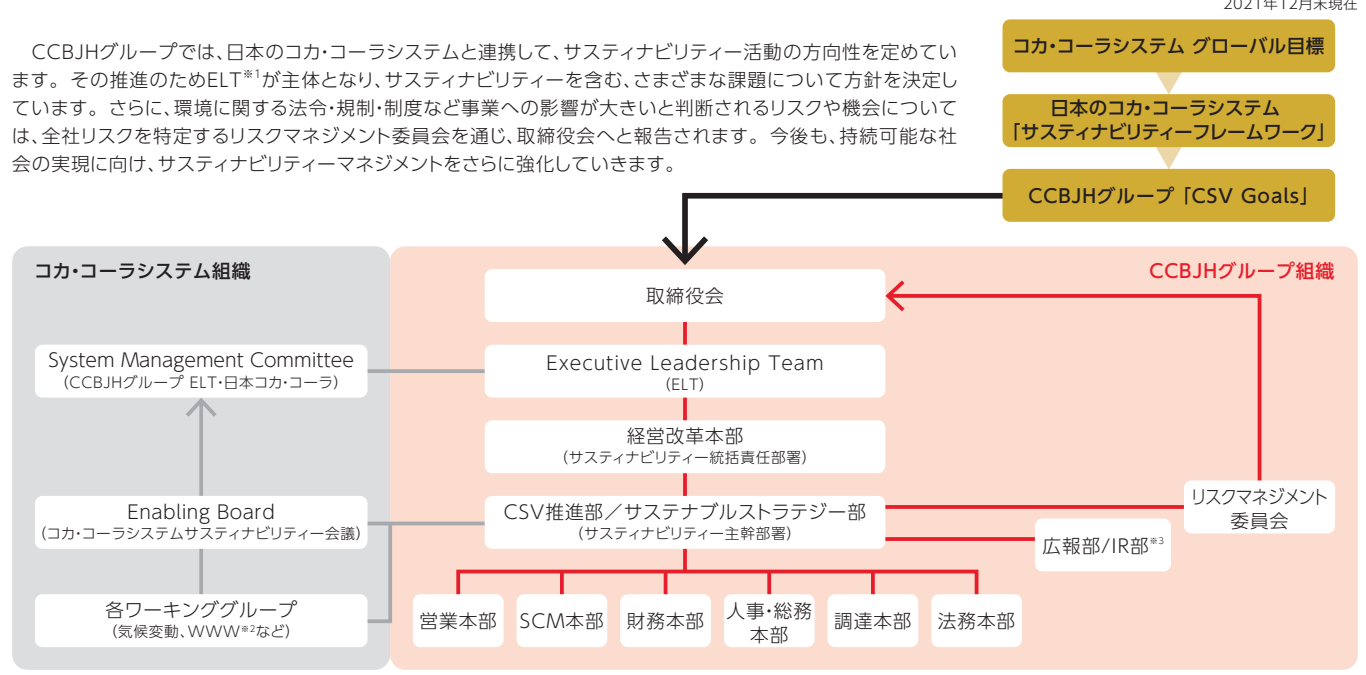 2021年12月末現在
CCBJHグループでは、日本のコカ・コーラシステムと連携して、サスティナビリティー活動の方向性を定めてい
ます。その推進のためELT※1が主体となり、サスティナビリティーを含む、さまざまな課題について方針を決定し
ています。さらに、環境に関する法令・規制・制度など事業への影響が大きいと判断されるリスクや機会について
は、全社リスクを特定するリスクマネジメント委員会を通じ、取締役会へと報告されます。今後も、持続可能な社
会の実現に向け、サスティナビリティーマネジメントをさらに強化していきます。
コカ・コーラシステム グローバル目標
日本のコカ・コーラシステム
「サスティナビリティーフレームワーク」
CCBJHグループ「CSV Goals」
コカ・コーラシステム組織
CCBJHグループ組織
取締役会
System Management Committee
(CCBJHグループ ELT・日本コカ・コーラ)
Executive Leadership Team
(ELT)
経営改革本部
(サスティナビリティー統括責任部署)
Enabling Board
(コカ・コーラシステムサスティナビリティー会議)
CSV推進部/サステナブルストラテジー部
(サスティナビリティー主幹部署)
リスクマネジメント
委員会
広報部/IR部※3
各ワーキンググループ
(気候変動、WWW※2など)
営業本部
SCM本部
財務本部
人事・総務
本部
調達本部
法務本部